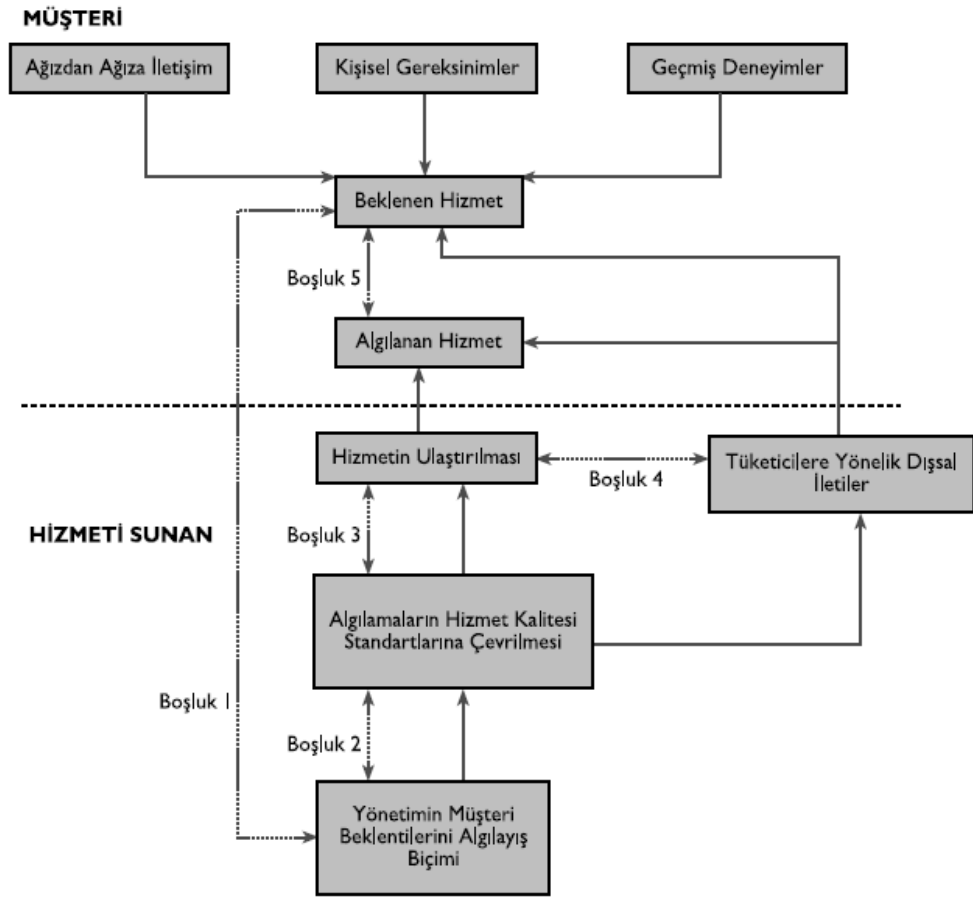 MÜŞTERİ
Ağızdan Ağıza İletişim
Kişisel Gereksinimler
Geçmiş Deneyimler
Beklenen Hizmet
Boşluk 5
Algılanan Hizmet
Hizmetin Ulaştırılması
Boşluk 4
Tüketicilere Yönelik Dışsal
İletiler
HİZMETİ SUNAN
Boşluk 3
Algılamaların Hizmet Kalitesi
Standartlarına Çevrilmesi
Boşluk 1
Boşluk 2
Yönetimin Müşteri
Beklentilerini Algılayış
Biçimi